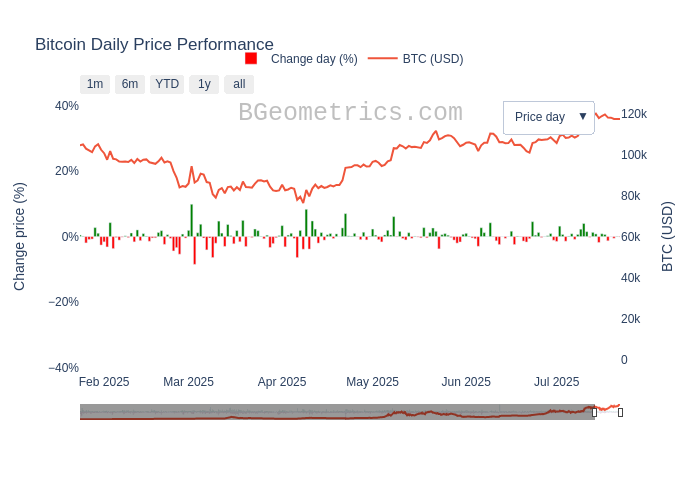 Bitcoin Daily Price Performance
Change day (%) BTC (USD)
1m 6m YTD 1y all
BGeometrics.com
Price day ▼
40%
20%
0%
−20%
−40%
Change price (%)
120k
100k
80k
60k
40k
20k
0
BTC (USD)
Feb 2025 Mar 2025 Apr 2025 May 2025 Jun 2025 Jul 2025